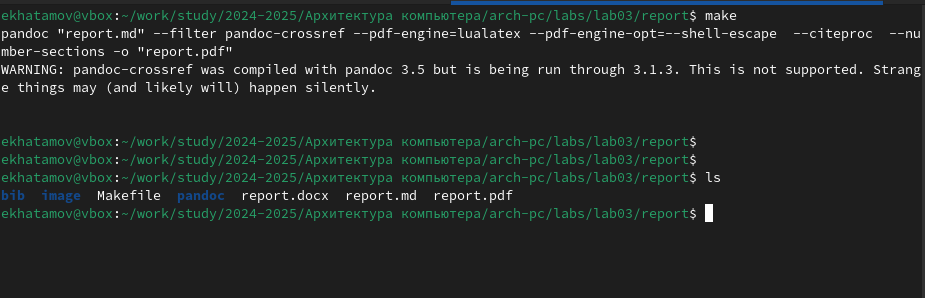 ekhatamov@vbox:~/work/study/2024-2025/Архитектура компьютера/arch-pc/labs/lab03/report$ make
pandoc "report.md" --filter pandoc-crossref --pdf-engine=lualatex --pdf-engine-opt=--shell-escape  --citeproc  --nu
mber-sections -o "report.pdf"
WARNING: pandoc-crossref was compiled with pandoc 3.5 but is being run through 3.1.3. This is not supported. Strang
e things may (and likely will) happen silently.
ekhatamov@vbox:~/work/study/2024-2025/Архитектура компьютера/arch-pc/labs/lab03/report$
ekhatamov@vbox:~/work/study/2024-2025/Архитектура компьютера/arch-pc/labs/lab03/report$
ekhatamov@vbox:~/work/study/2024-2025/Архитектура компьютера/arch-pc/labs/lab03/report$ ls
bib  image  Makefile  pandoc  report.docx  report.md  report.pdf
ekhatamov@vbox:~/work/study/2024-2025/Архитектура компьютера/arch-pc/labs/lab03/report$